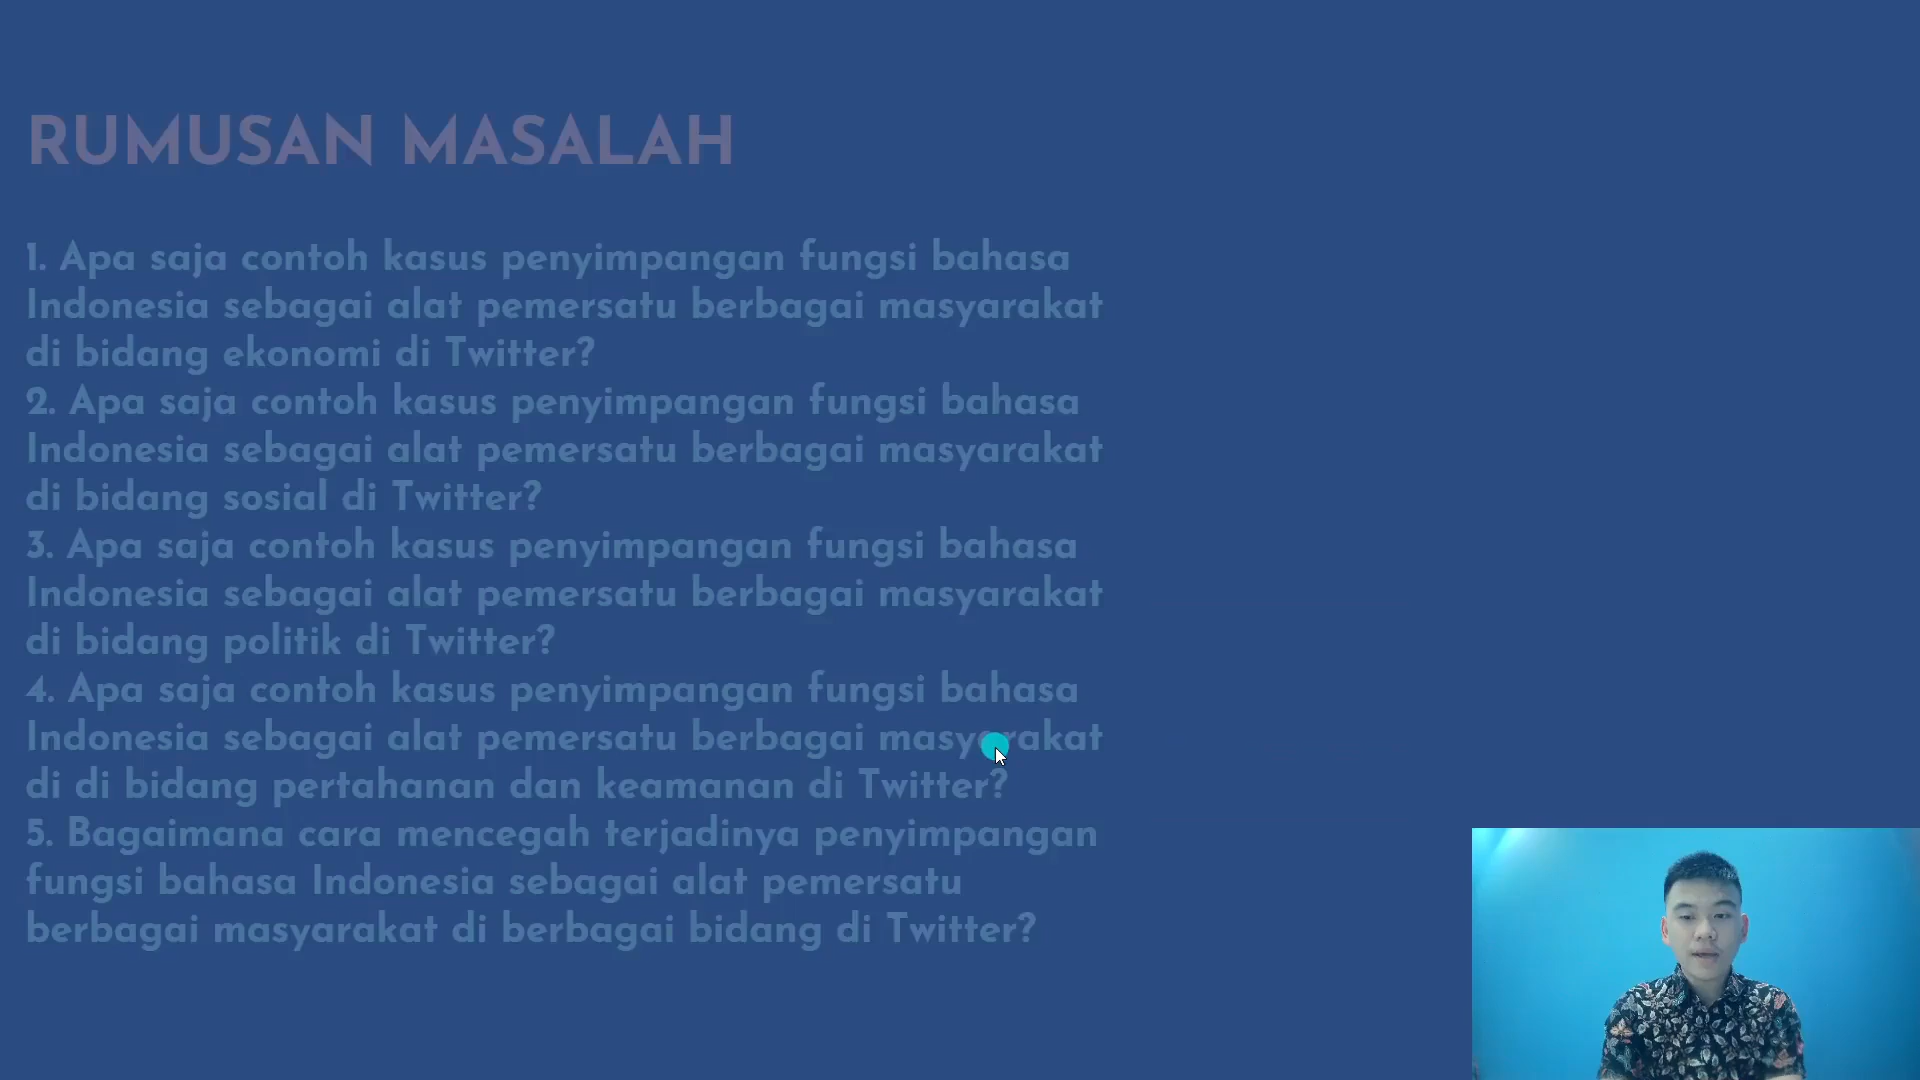 RUMUSAN MASALAH
1. Apa saja contoh kasus penyimpangan fungsi bahasa
Indonesia sebagai alat pemersatu berbagai masyarakat
di bidang ekonomi di Twitter?
2. Apa saja contoh kasus penyimpangan fungsi bahasa
Indonesia sebagai alat pemersatu berbagai masyarakat
di bidang sosial di Twitter?
3. Apa saja contoh kasus penyimpangan fungsi bahasa
Indonesia sebagai alat pemersatu berbagai masyarakat
di bidang politik di Twitter?
4. Apa saja contoh kasus penyimpangan fungsi bahasa
Indonesia sebagai alat pemersatu berbagai masyarakat
di di bidang pertahanan dan keamanan di Twitter?
5. Bagaimana cara mencegah terjadinya penyimpangan
fungsi bahasa Indonesia sebagai alat pemersatu
berbagai masyarakat di berbagai bidang di Twitter?